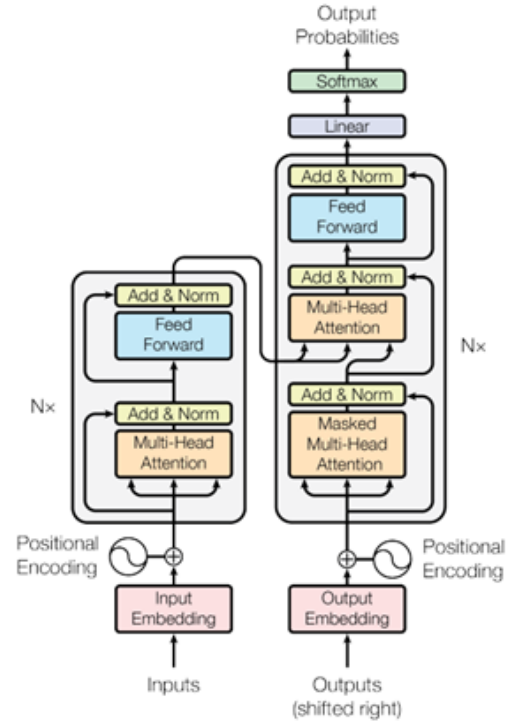 Output
Probabilities
Softmax
Linear
Add & Norm
Feed
Forward
Add & Norm
Multi-Head
Attention
Add & Norm
Masked
Multi-Head
Attention
N×
Add & Norm
Feed
Forward
Add & Norm
Multi-Head
Attention
N×
Positional
Encoding
Positional
Encoding
Input
Embedding
Output
Embedding
Inputs
Outputs
(shifted right)